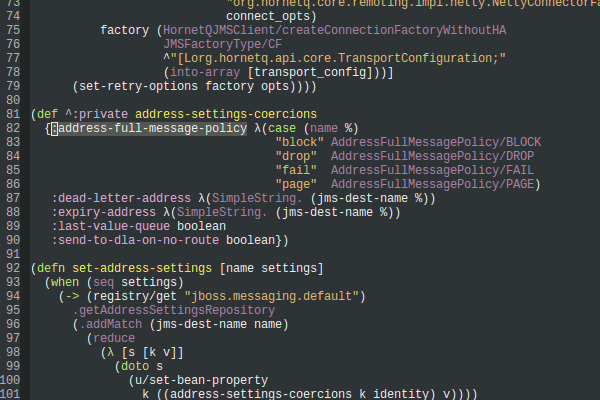 73 "org.hornetq.core.remoting.impl.netty.NettyConnectorFa
74 connect_opts)
75 factory (HornetQJMSClient/createConnectionFactoryWithoutHA
76 JMSFactoryType/CF
77 ^"[Lorg.hornetq.api.core.TransportConfiguration;"
78 (into-array [transport_config]))]
79 (set-retry-options factory opts))))
80
81 (def ^:private address-settings-coercions
82 {:address-full-message-policy λ(case (name %)
83 "block" AddressFullMessagePolicy/BLOCK
84 "drop" AddressFullMessagePolicy/DROP
85 "fail" AddressFullMessagePolicy/FAIL
86 "page" AddressFullMessagePolicy/PAGE)
87 :dead-letter-address λ(SimpleString. (jms-dest-name %))
88 :expiry-address λ(SimpleString. (jms-dest-name %))
89 :last-value-queue boolean
90 :send-to-dla-on-no-route boolean})
91
92 (defn set-address-settings [name settings]
93 (when (seq settings)
94 (-> (registry/get "jboss.messaging.default")
95 .getAddressSettingsRepository
96 (.addMatch (jms-dest-name name)
97 (reduce
98 (λ [s [k v]]
99 (doto s
100 (u/set-bean-property
101 k ((address-settings-coercions k identity) v))))